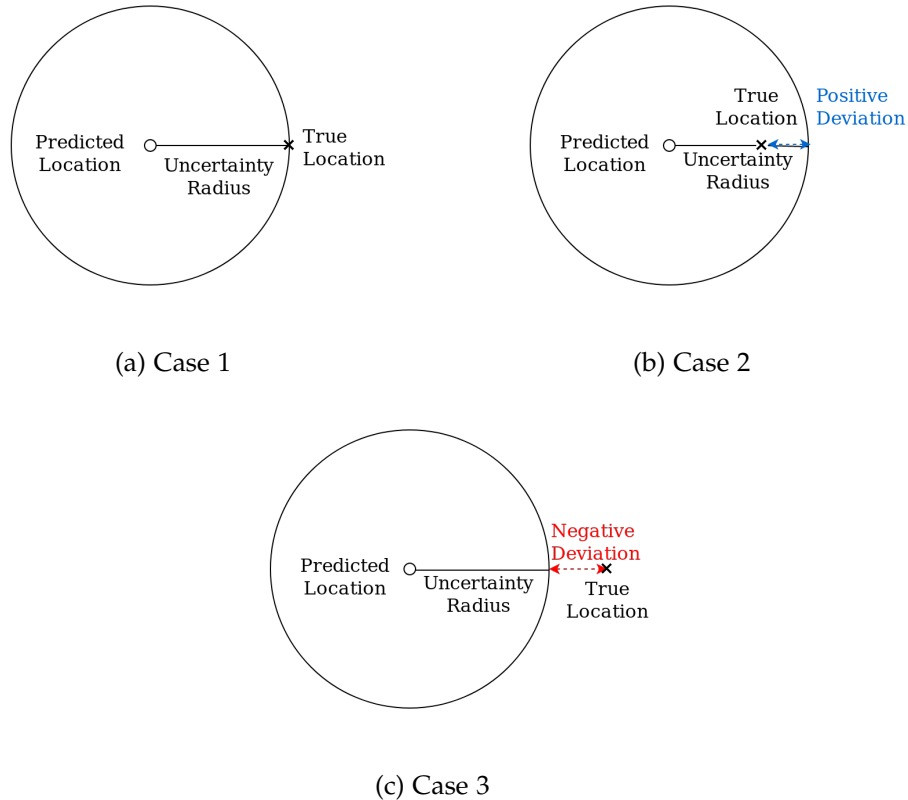 Predicted
Location
Uncertainty
Radius
True
Location
(a) Case 1
Predicted
Location
True
Location
Uncertainty
Radius
Positive
Deviation
(b) Case 2
Predicted
Location
Uncertainty
Radius
Negative
Deviation
True
Location
(c) Case 3